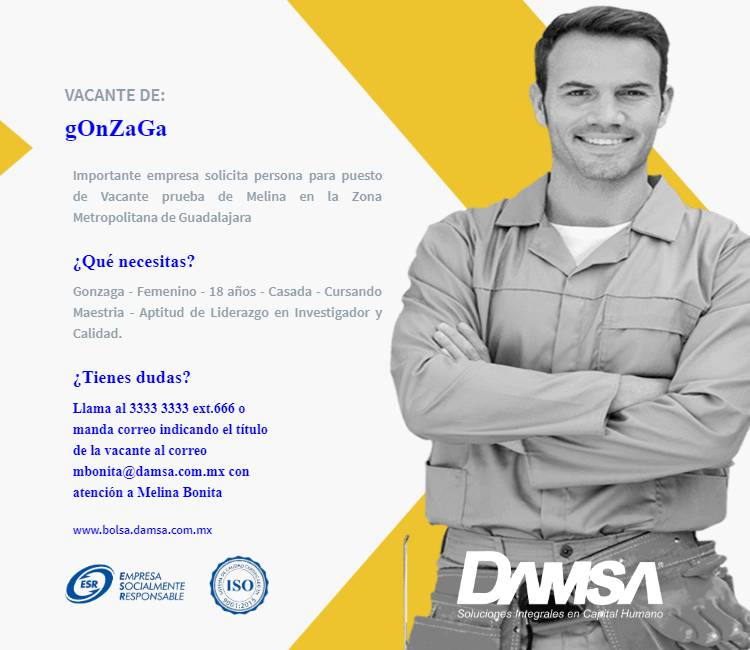 VACANTE DE:
gOnZaGa
Importante empresa solicita persona para puesto
de Vacante prueba de Melina en la Zona
Metropolitana de Guadalajara
¿Qué necesitas?
Gonzaga - Femenino - 18 años - Casada - Cursando
Maestria - Aptitud de Liderazgo en Investigador y
Calidad.
¿Tienes dudas?
Llama al 3333 3333 ext.666 o
manda correo indicando el título
de la vacante al correo
mbonita@damsa.com.mx con
atención a Melina Bonita
www.bolsa.damsa.com.mx
ESR
EMPRESA
SOCIALMENTE
RESPONSABLE
ISO
9001:2015
DAMSA®
Soluciones Integrales en Capital Humano